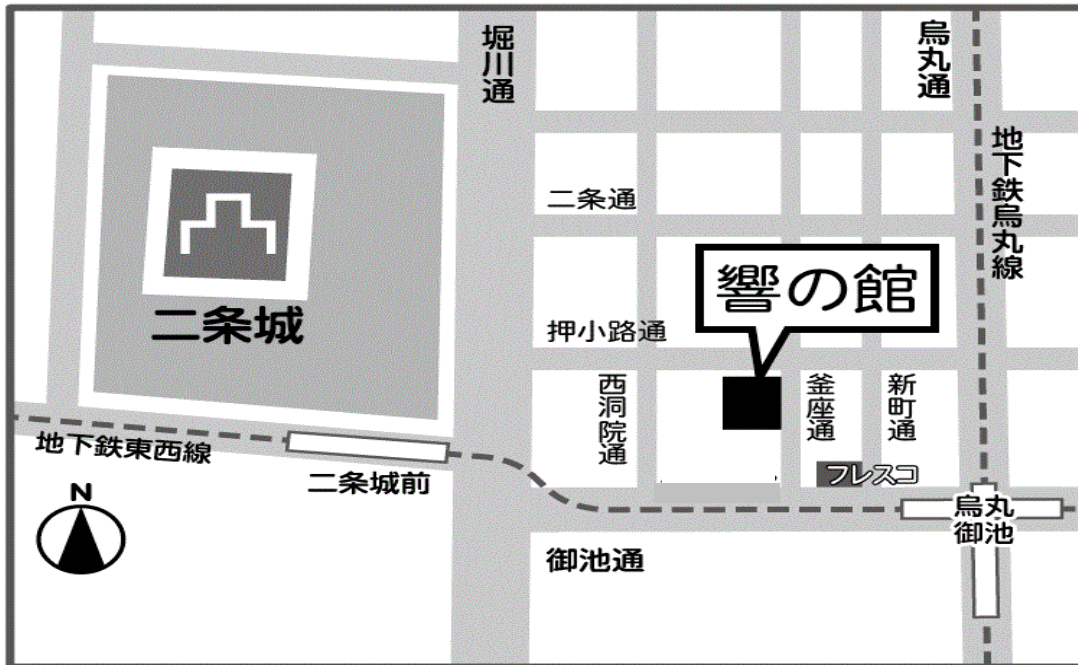 堀川通
烏丸通
地下鉄烏丸線
二条通
響の館
二条城
押小路通
西洞院通
釜座通
新町通
地下鉄東西線
二条城前
フレスコ
N
烏丸
御池
御池通